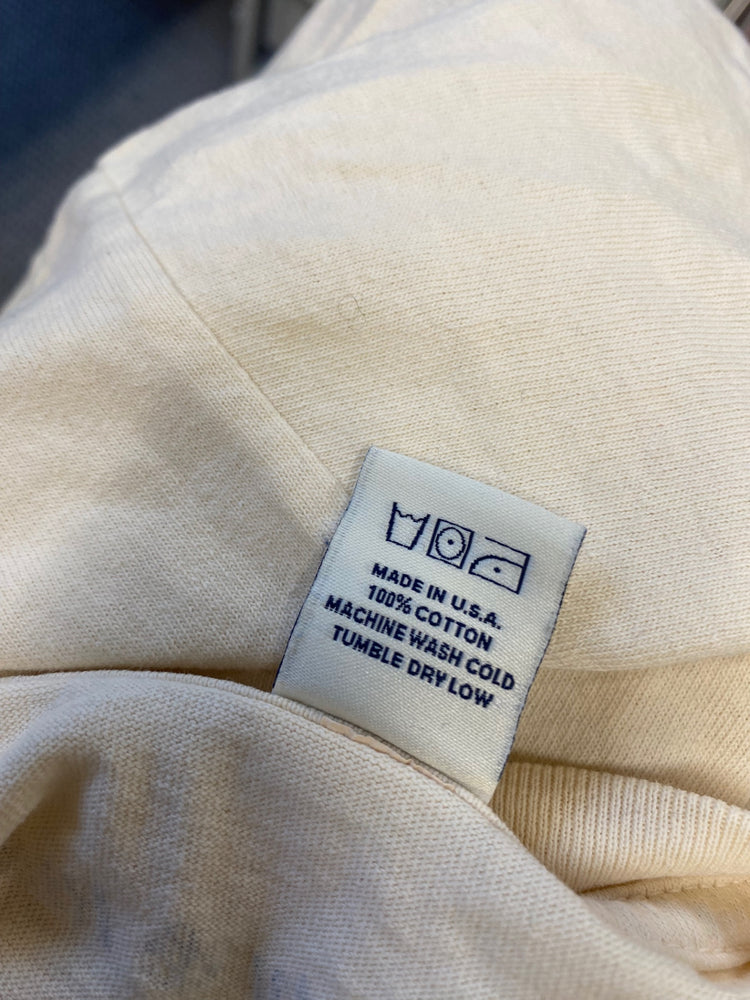 MADE IN U.S.A.
100% COTTON
MACHINE WASH COLD
TUMBLE DRY LOW